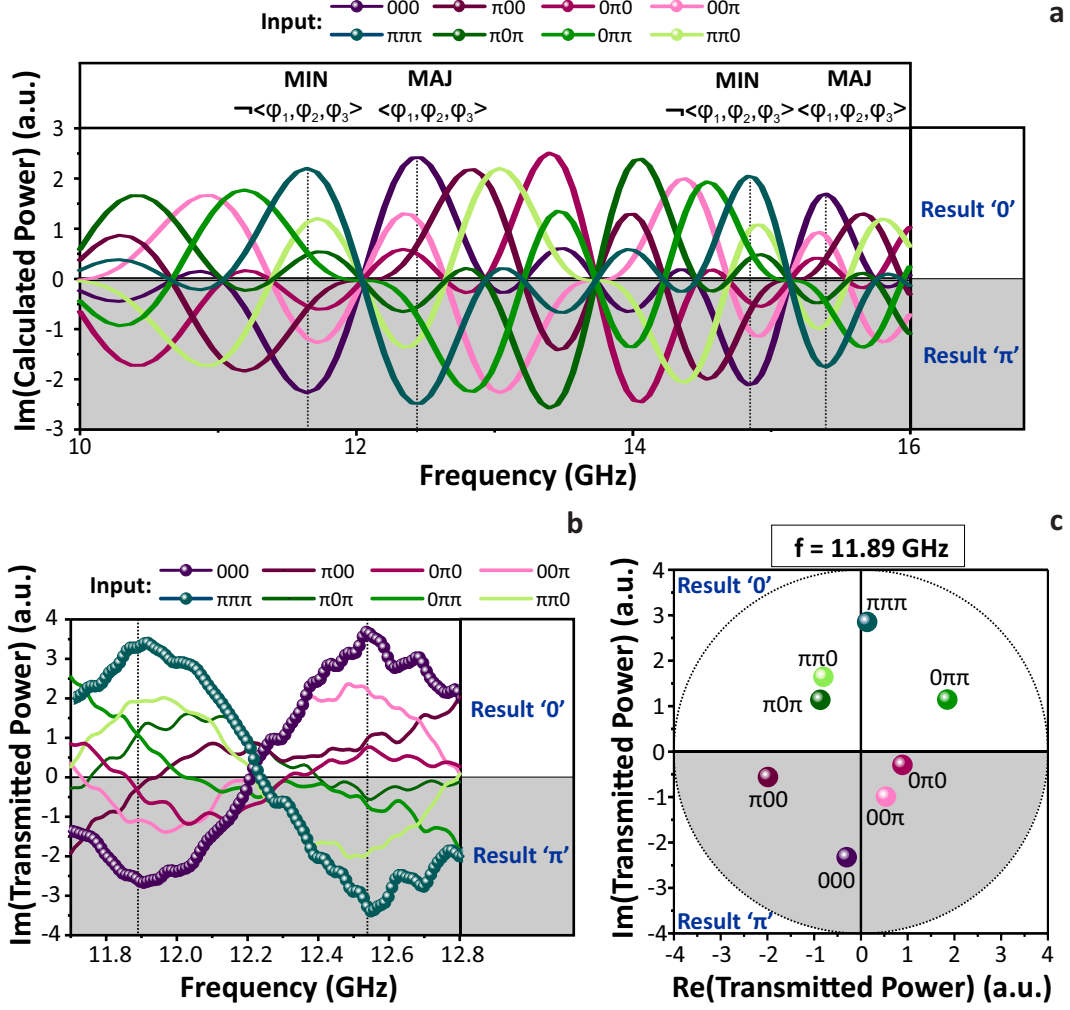 a
Input: 000 π00 0π0 00π
πππ π0π 0ππ ππ0
MIN MAJ MIN MAJ
¬<φ₁,φ₂,φ₃> <φ₁,φ₂,φ₃> ¬<φ₁,φ₂,φ₃> <φ₁,φ₂,φ₃>
Im(Calculated Power) (a.u.)
3
2
1
0
-1
-2
-3
Result ‘0’
Result ‘π’
10 12 14 16
Frequency (GHz)
b
Input: 000 π00 0π0 00π
πππ π0π 0ππ ππ0
Im(Transmitted Power) (a.u.)
4
3
2
1
0
-1
-2
-3
-4
Result ‘0’
Result ‘π’
11.8 12.0 12.2 12.4 12.6 12.8
Frequency (GHz)
c
f = 11.89 GHz
Im(Transmitted Power) (a.u.)
4
3
2
1
0
-1
-2
-3
-4
Result ‘0’
πππ
ππ0
0ππ
π0π
0π0
π00
00π
000
Result ‘π’
-4 -3 -2 -1 0 1 2 3 4
Re(Transmitted Power) (a.u.)